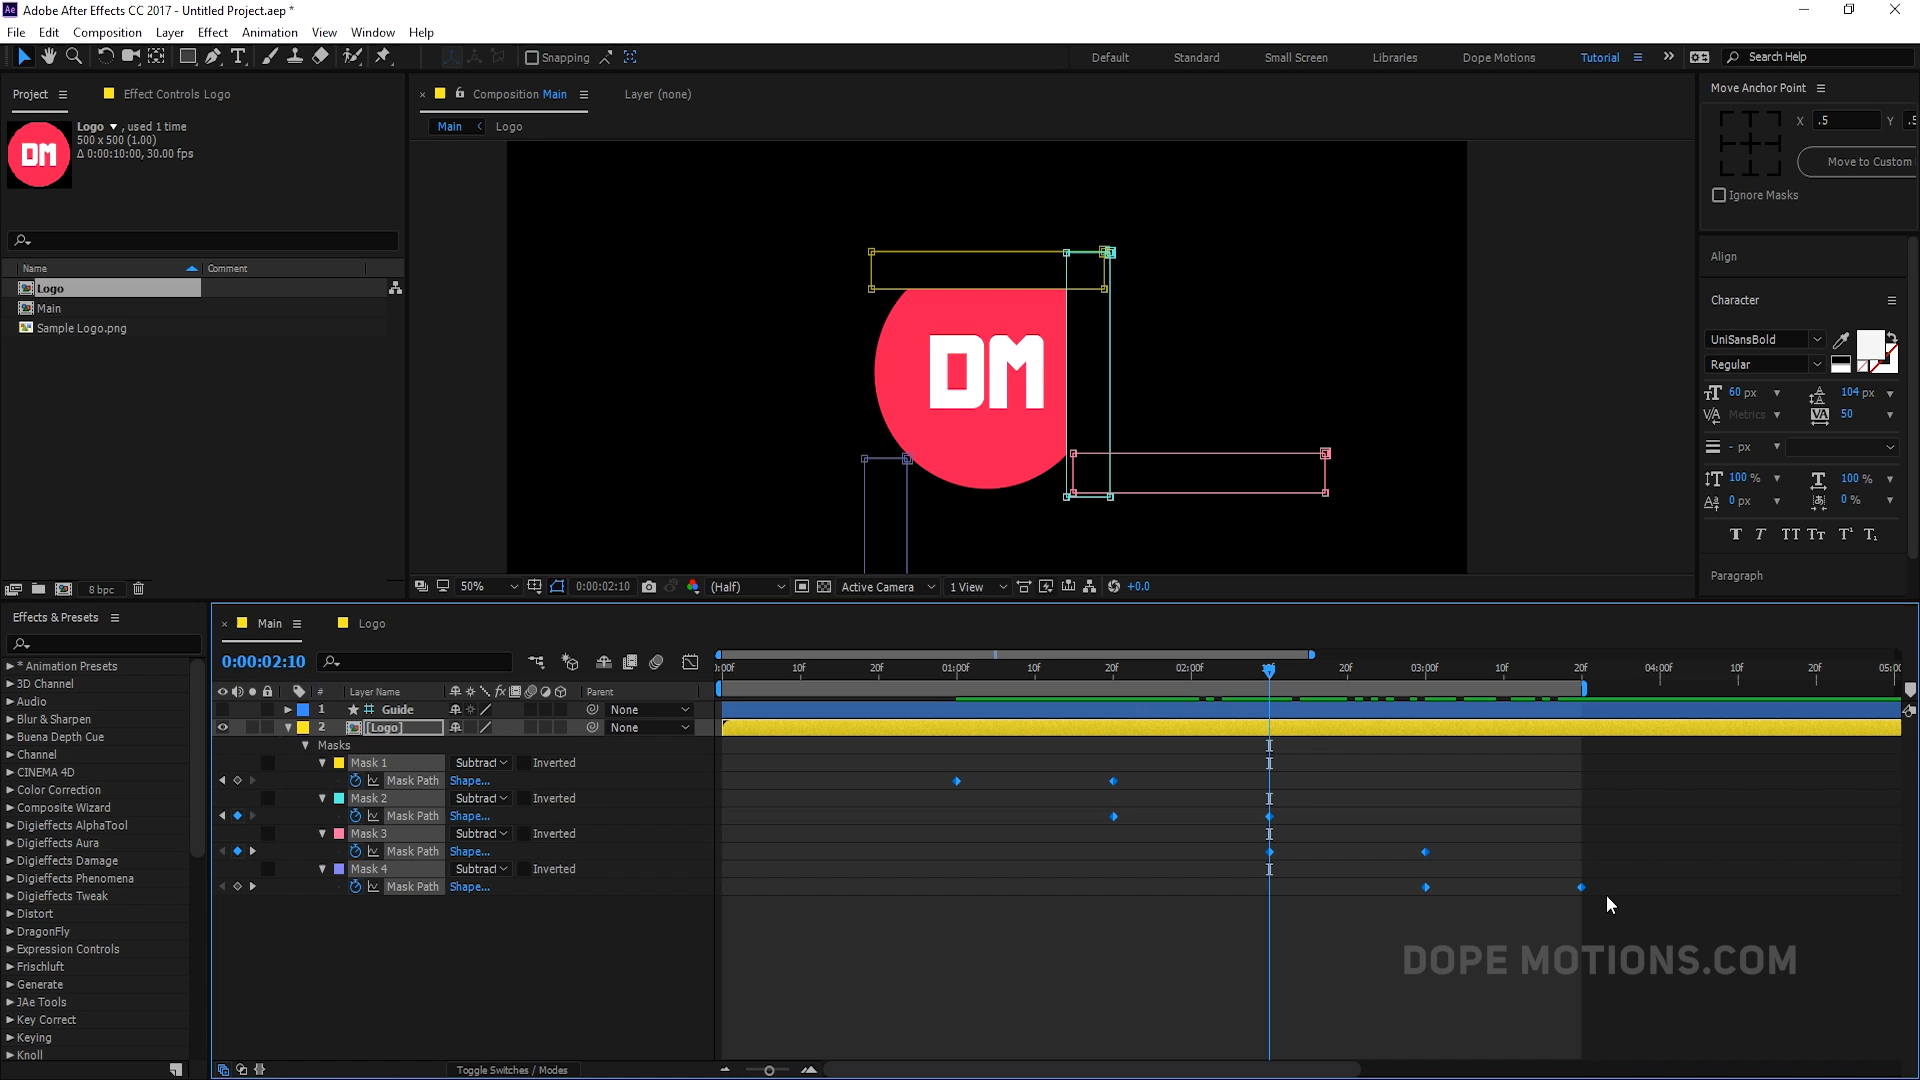 Adobe After Effects CC 2017 - Untitled Project.aep *
File Edit Composition Layer Effect Animation View Window Help
Snapping
Default Standard Small Screen Libraries Dope Motions Tutorial
Search Help
Project
Effect Controls Logo
Logo , used 1 time
500 x 500 (1.00)
Δ 0:00:10:00, 30.00 fps
DM
Name Comment
Logo
Main
Sample Logo.png
8 bpc
Composition Main
Layer (none)
Main Logo
DM
50% 0:00:02:10 (Half) Active Camera 1 View +0.0
Move Anchor Point
X .5 Y .5
Move to Custom
Ignore Masks
Align
Character
UniSansBold
Regular
60 px 104 px
Metrics 50
- px
100 % 100 %
0 px 0 %
Paragraph
Effects & Presets
* Animation Presets
3D Channel
Audio
Blur & Sharpen
Buena Depth Cue
Channel
CINEMA 4D
Color Correction
Composite Wizard
Digieffects AlphaTool
Digieffects Aura
Digieffects Damage
Digieffects Phenomena
Digieffects Tweak
Distort
DragonFly
Expression Controls
Frischluft
Generate
JAe Tools
Key Correct
Keying
Knoll
Main
Logo
0:00:02:10
:00f 10f 20f 01:00f 10f 20f 02:00f 20f 03:00f 10f 20f 04:00f 10f 20f 05:0
# Layer Name Parent
1 Guide None
2 [Logo] None
Masks
Mask 1 Subtract Inverted
Mask Path Shape...
Mask 2 Subtract Inverted
Mask Path Shape...
Mask 3 Subtract Inverted
Mask Path Shape...
Mask 4 Subtract Inverted
Mask Path Shape...
DOPE MOTIONS.COM
Toggle Switches / Modes